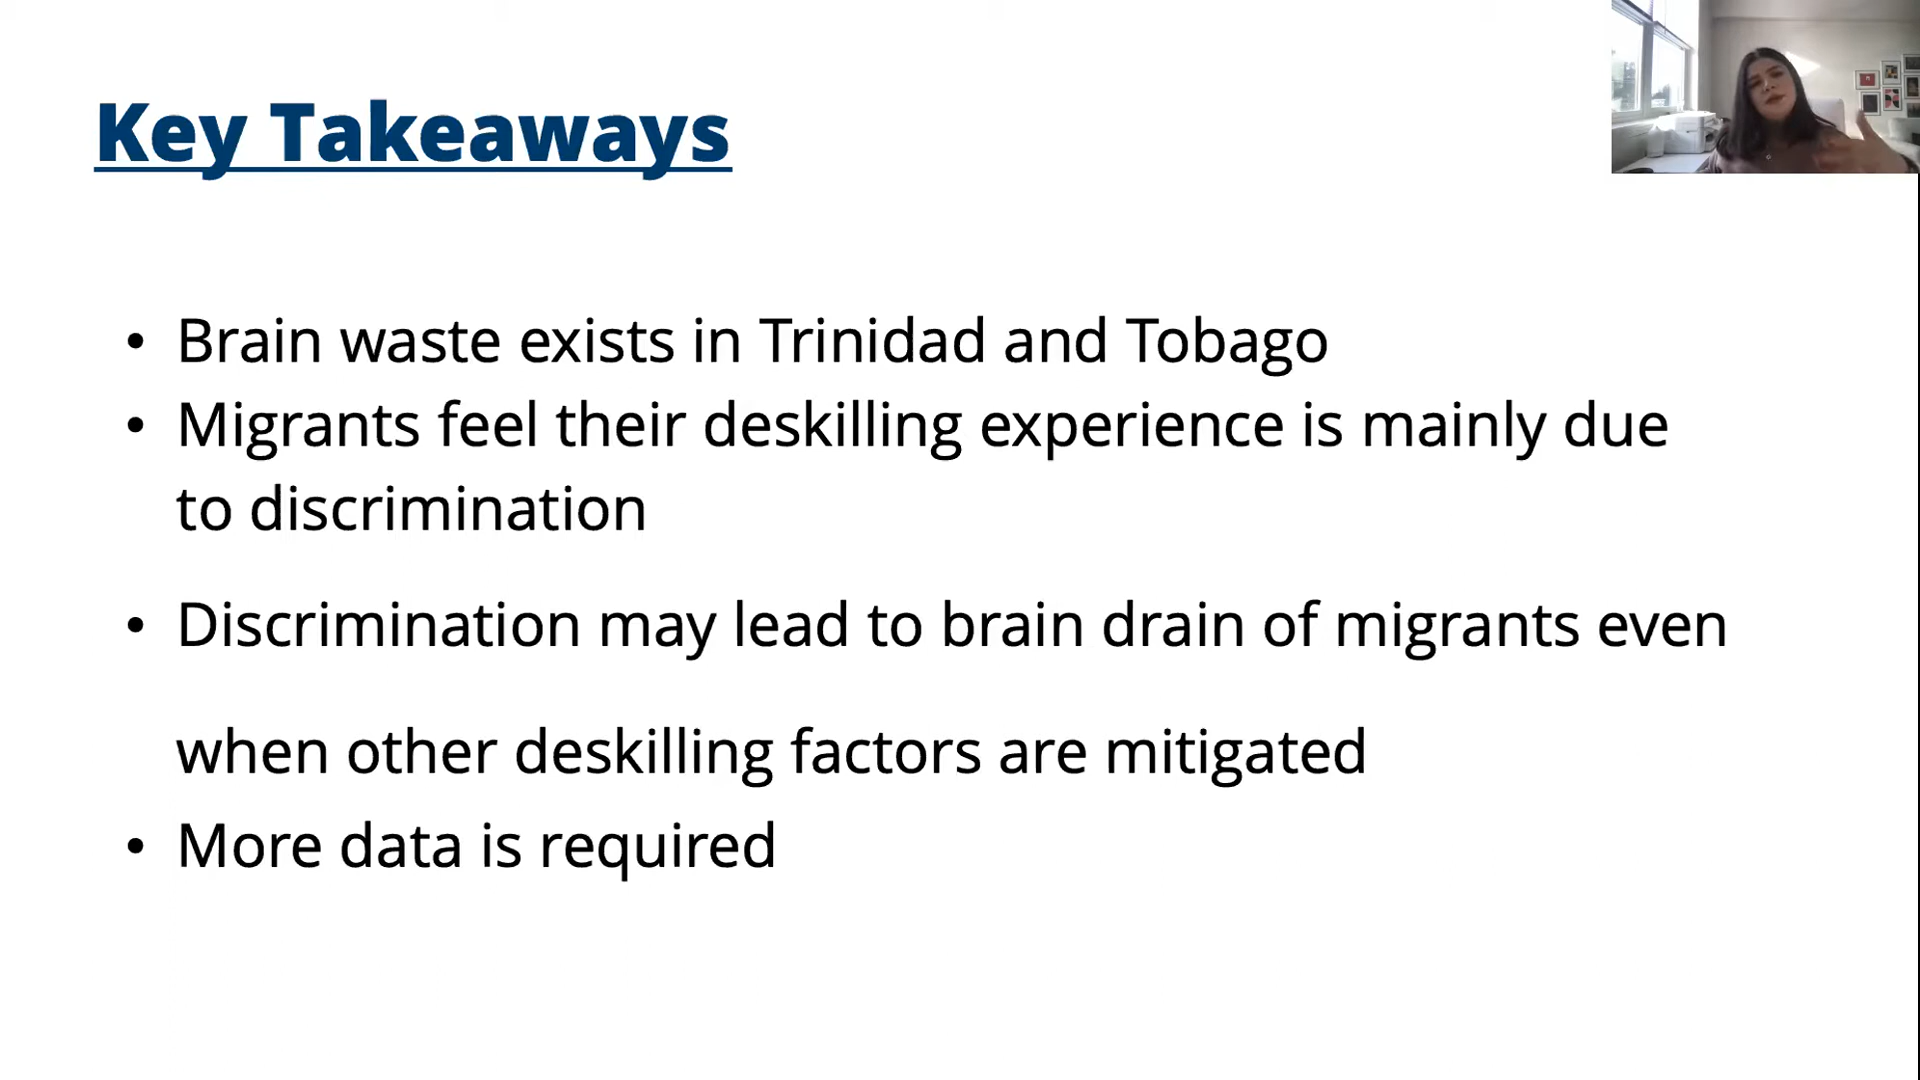 Key Takeaways
• Brain waste exists in Trinidad and Tobago
• Migrants feel their deskilling experience is mainly due
to discrimination
• Discrimination may lead to brain drain of migrants even
when other deskilling factors are mitigated
• More data is required